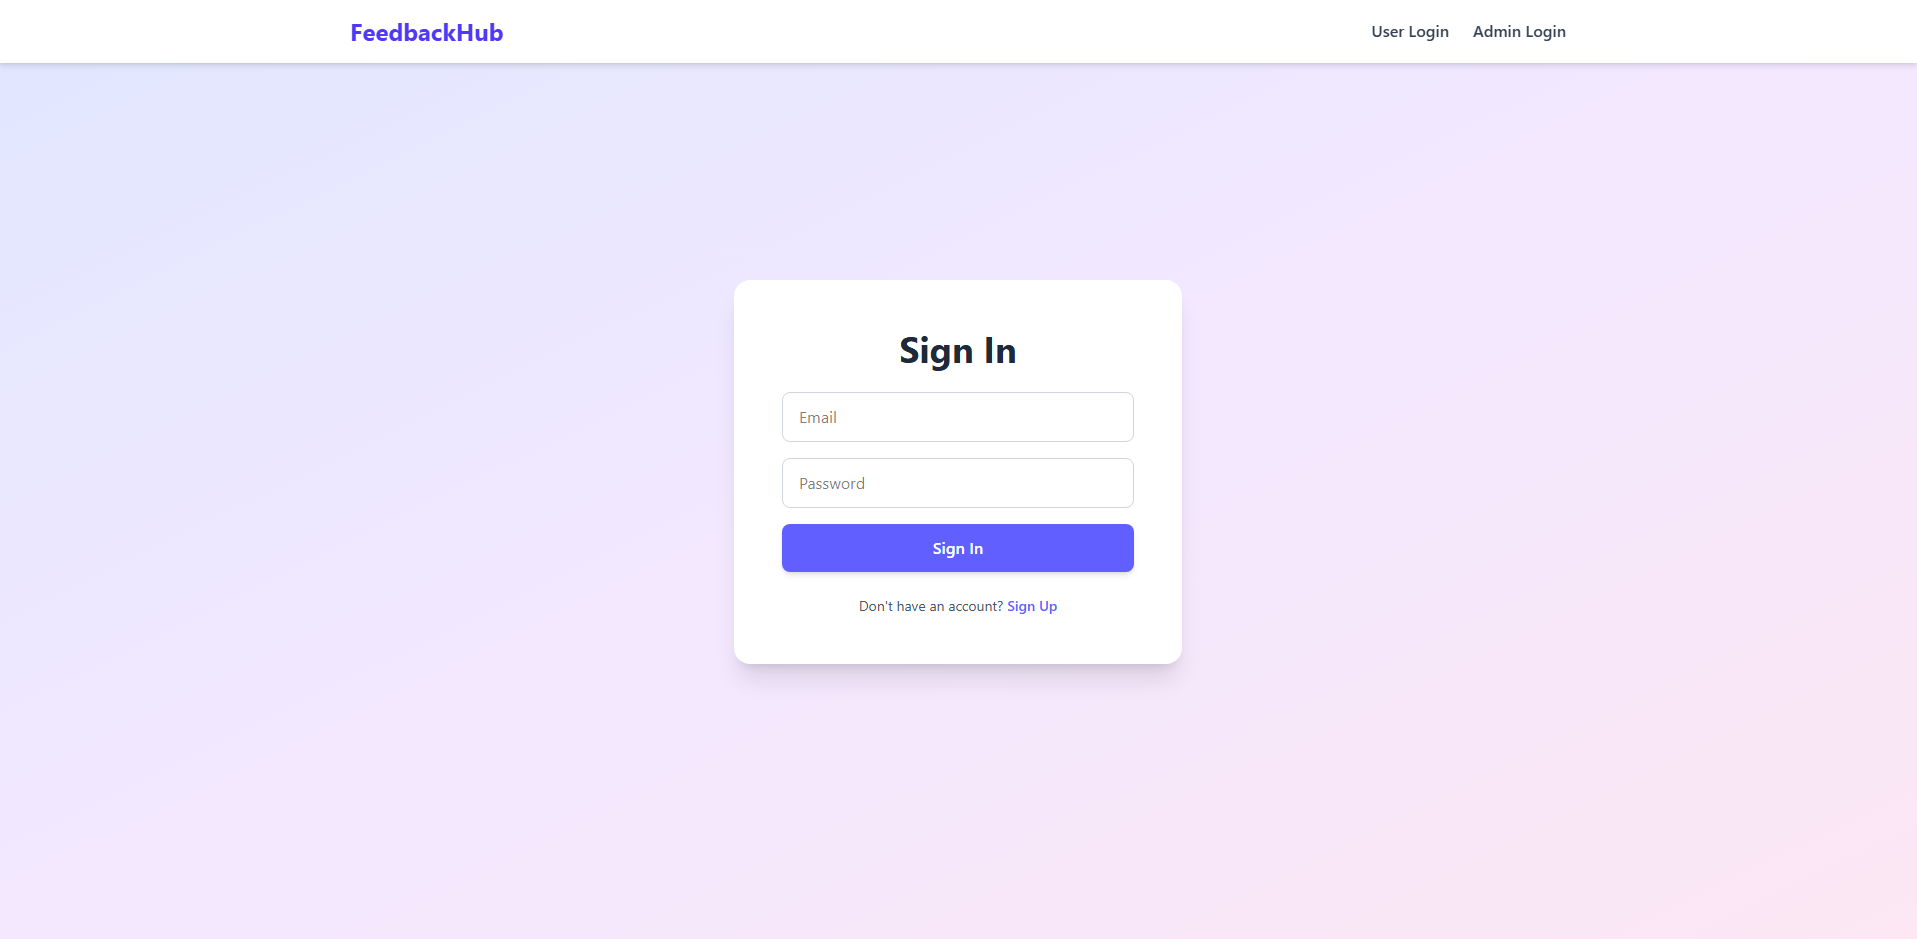 FeedbackHub
User Login Admin Login
Sign In
Email
Password
Sign In
Don't have an account? Sign Up